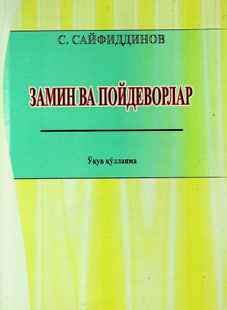 С. САЙФИДДИНОВ
ЗАМИН ВА ПОЙДЕВОРЛАР
Ўқув қўлланма